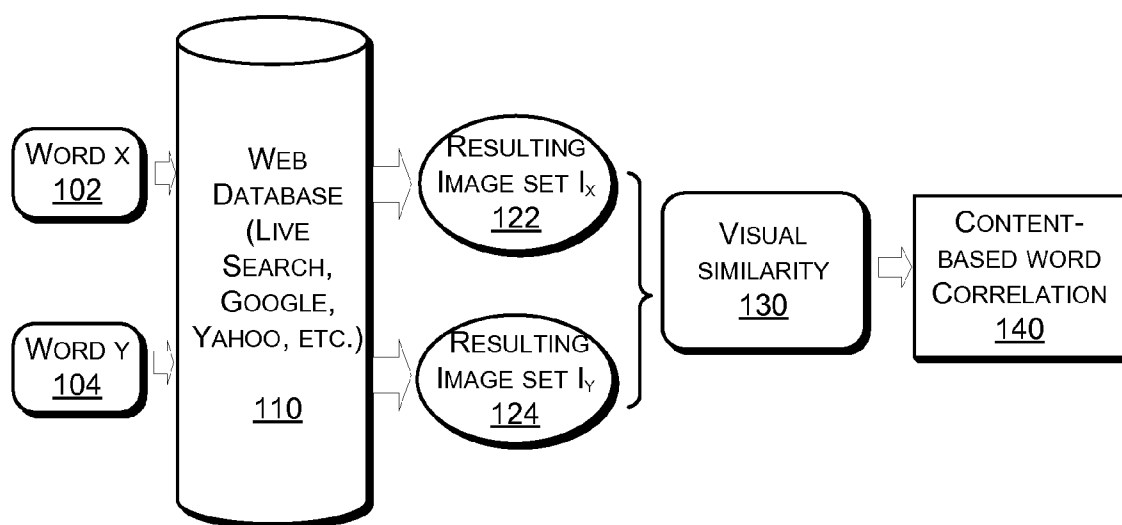 WORD X
102
WORD Y
104
WEB
DATABASE
(LIVE
SEARCH,
GOOGLE,
YAHOO, ETC.)
110
RESULTING
IMAGE SET IX
122
RESULTING
IMAGE SET IY
124
VISUAL
SIMILARITY
130
CONTENT-
BASED WORD
CORRELATION
140